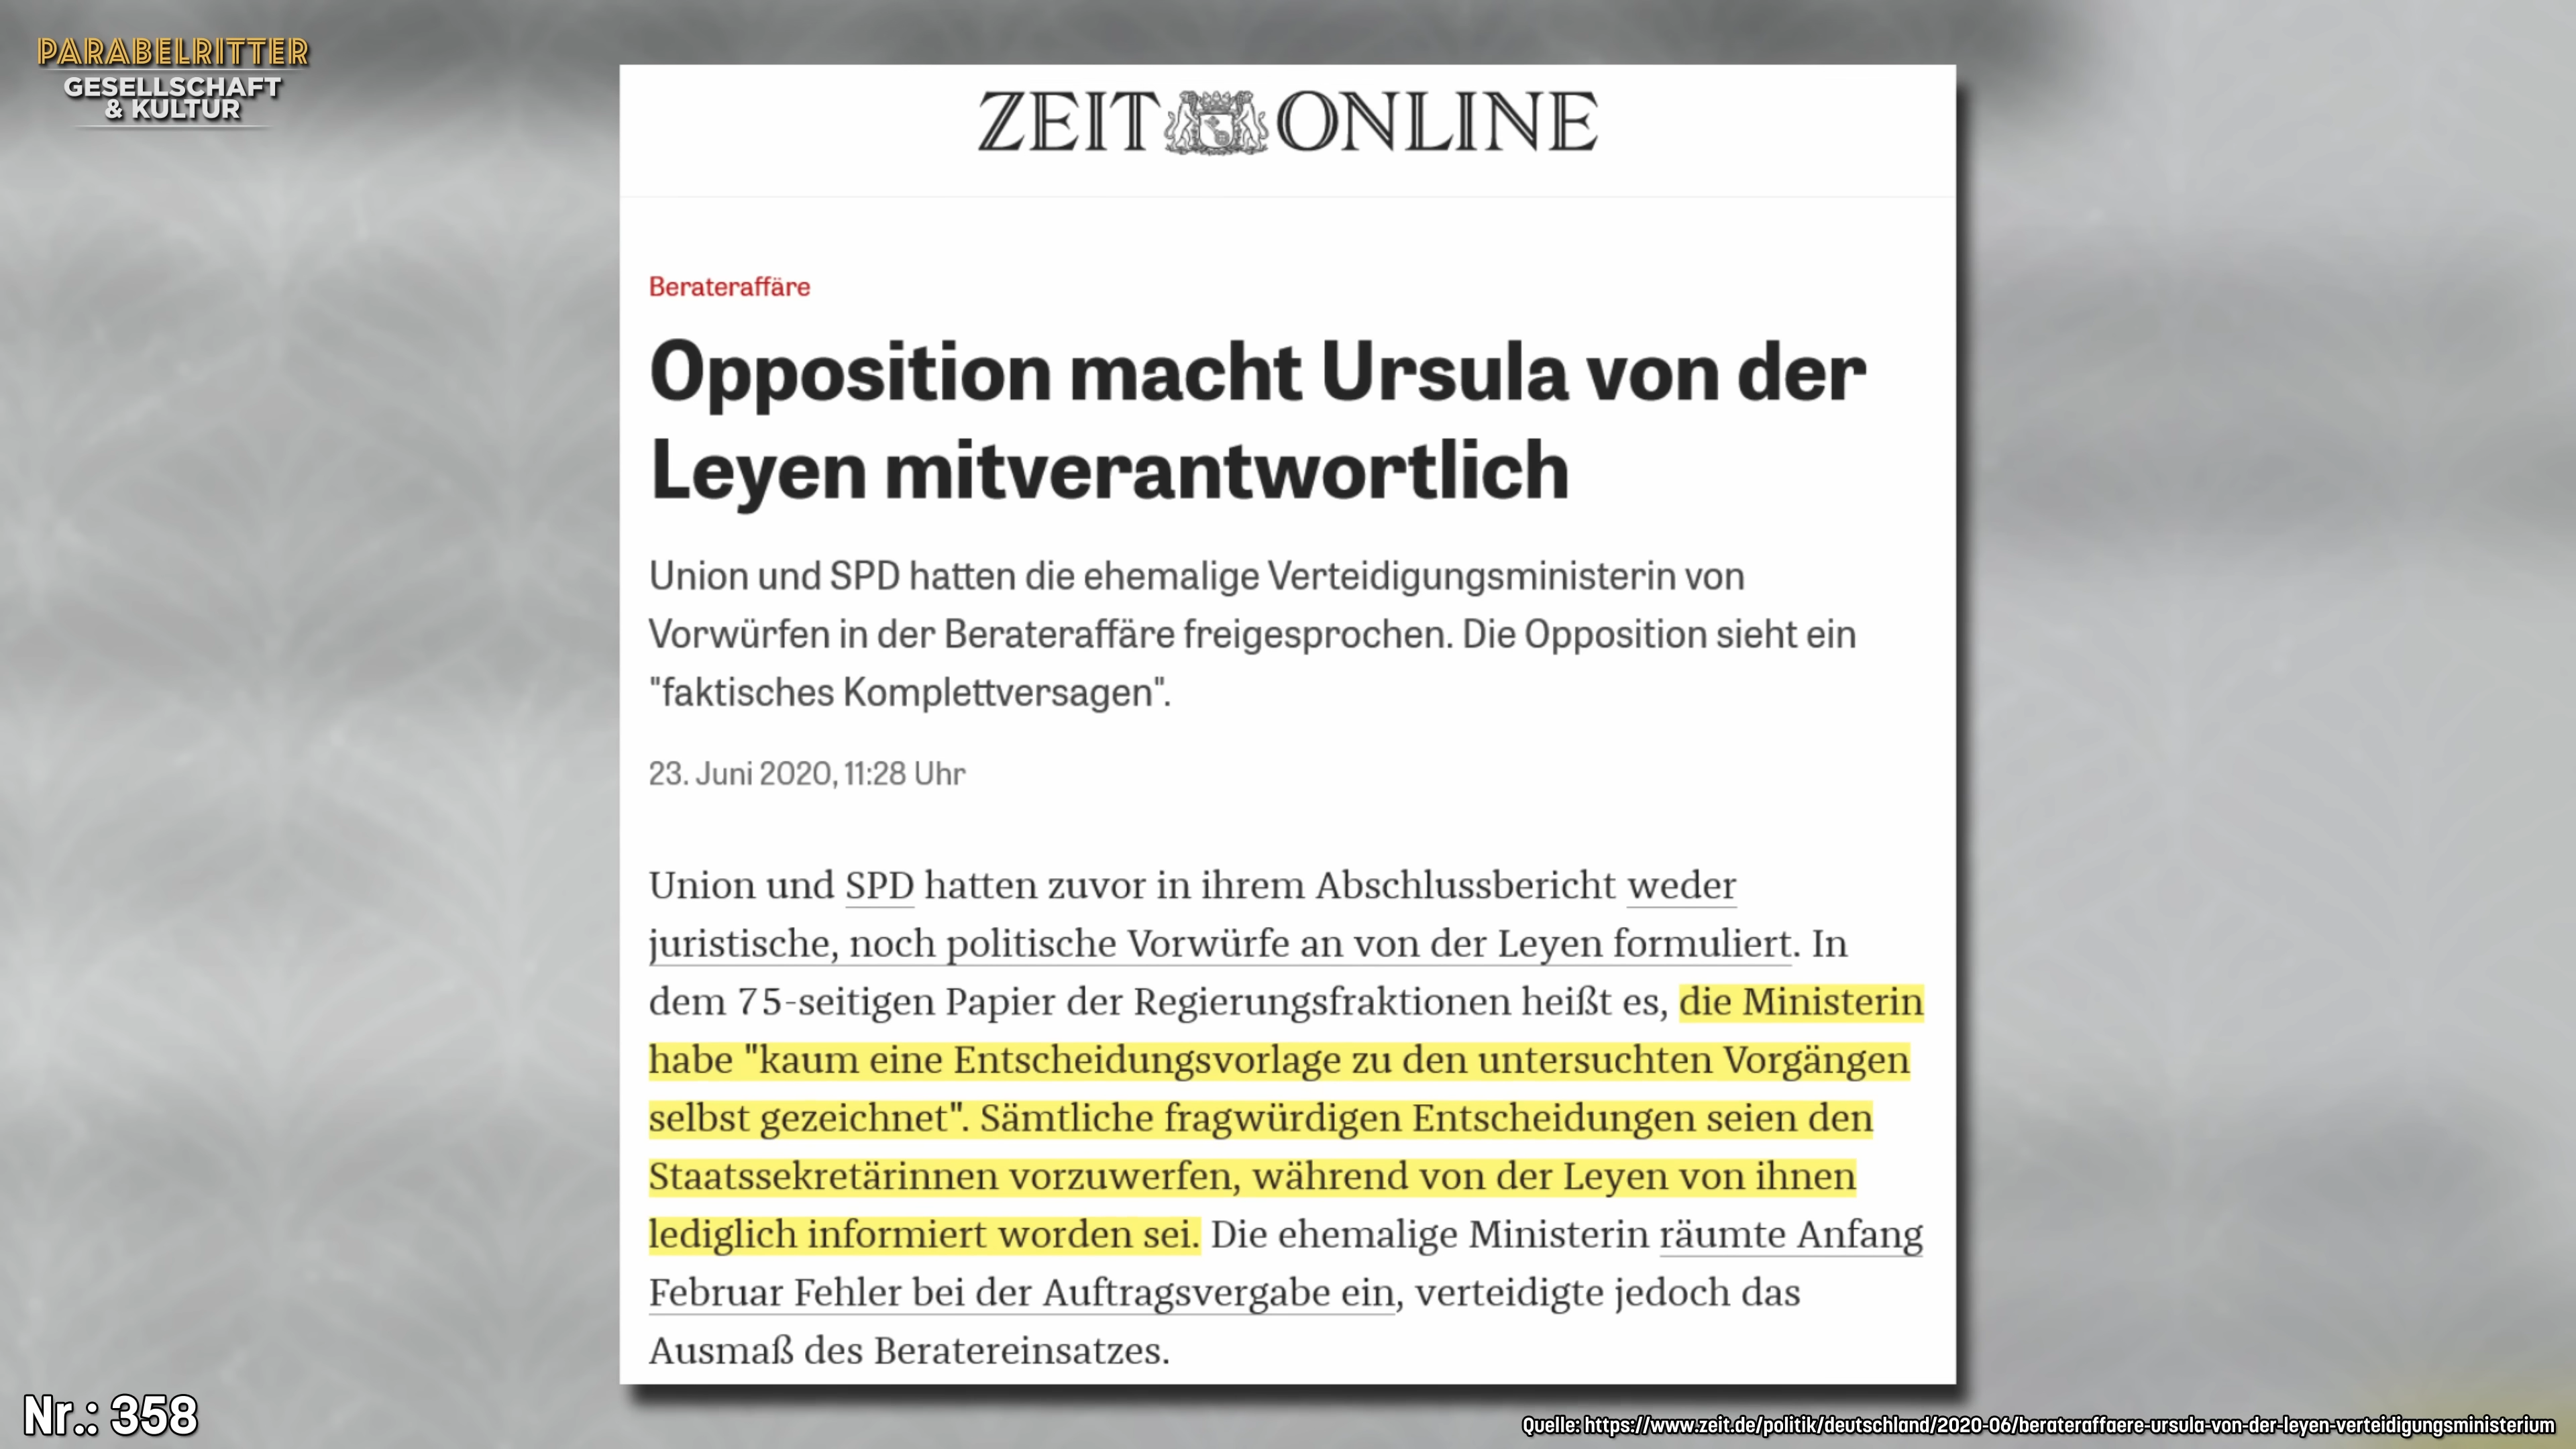 PARABELRITTER
GESELLSCHAFT
& KULTUR
ZEIT ONLINE
Berateraffäre
Opposition macht Ursula von der
Leyen mitverantwortlich
Union und SPD hatten die ehemalige Verteidigungsministerin von
Vorwürfen in der Berateraffäre freigesprochen. Die Opposition sieht ein
"faktisches Komplettversagen".
23. Juni 2020, 11:28 Uhr
Union und SPD hatten zuvor in ihrem Abschlussbericht weder
juristische, noch politische Vorwürfe an von der Leyen formuliert. In
dem 75-seitigen Papier der Regierungsfraktionen heißt es, die Ministerin
habe "kaum eine Entscheidungsvorlage zu den untersuchten Vorgängen
selbst gezeichnet". Sämtliche fragwürdigen Entscheidungen seien den
Staatssekretärinnen vorzuwerfen, während von der Leyen von ihnen
lediglich informiert worden sei. Die ehemalige Ministerin räumte Anfang
Februar Fehler bei der Auftragsvergabe ein, verteidigte jedoch das
Ausmaß des Beratereinsatzes.
Nr.: 358
Quelle: https://www.zeit.de/politik/deutschland/2020-06/berateraffaere-ursula-von-der-leyen-verteidigungsministerium